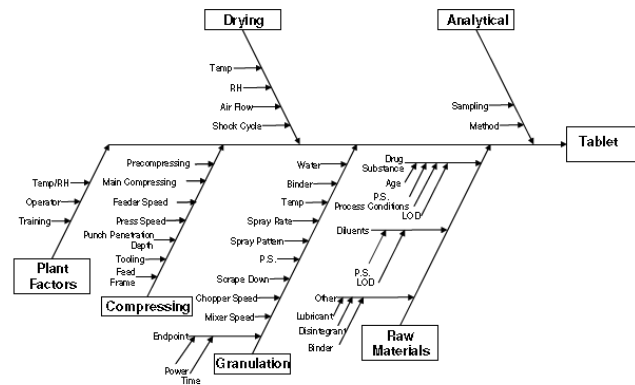 Drying
Analytical
Temp
RH
Air Flow
Shock Cycle
Sampling
Method
Tablet
Temp/RH
Operator
Training
Plant
Factors
Precompressing
Main Compressing
Feeder Speed
Press Speed
Punch Penetration
Depth
Tooling
Feed
Frame
Compressing
Water
Binder
Temp
Spray Rate
Spray Pattern
P.S.
Scrape Down
Chopper Speed
Mixer Speed
Endpoint
Power
Time
Granulation
Drug
Substance
Age
P.S.
Process Conditions
LOD
Diluents
P.S.
LOD
Other
Lubricant
Disintegrant
Binder
Raw
Materials